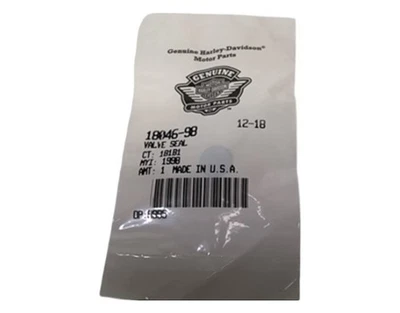 Genuine Harley-Davidson®
Motor Parts
GENUINE
MOTOR PARTS
12-18
18046-98
VALVE SEAL
CT: 18181
MYI: 1998
AMT: 1 MADE IN U.S.A.